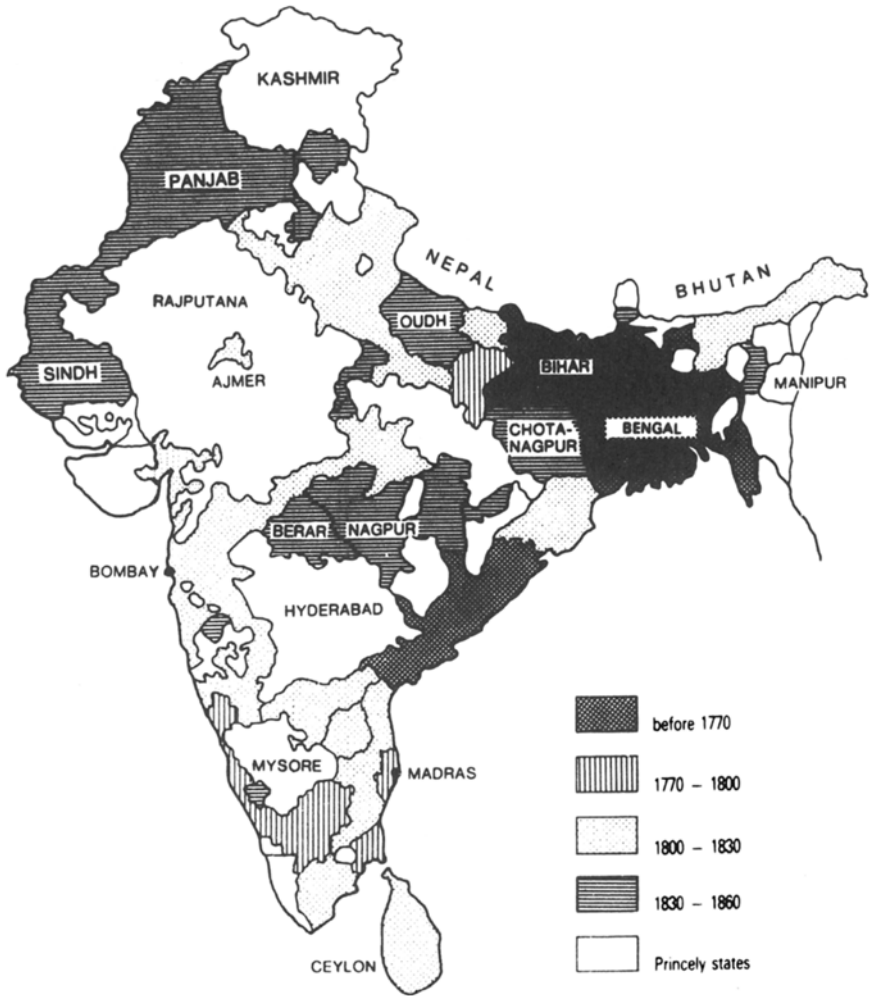 KASHMIR
PANJAB
NEPAL
BHUTAN
RAJPUTANA
OUDH
SINDH
AJMER
BIHAR
MANIPUR
CHOTA-
NAGPUR
BENGAL
BERAR
NAGPUR
BOMBAY
HYDERABAD
before 1770
MYSORE
MADRAS
1770 – 1800
1800 – 1830
1830 – 1860
CEYLON
Princely states